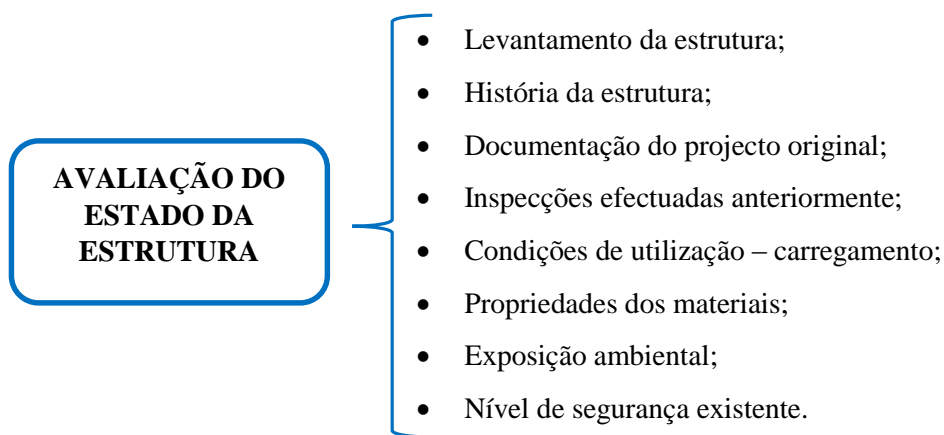 AVALIAÇÃO DO
ESTADO DA
ESTRUTURA
• Levantamento da estrutura;
• História da estrutura;
• Documentação do projecto original;
• Inspecções efectuadas anteriormente;
• Condições de utilização – carregamento;
• Propriedades dos materiais;
• Exposição ambiental;
• Nível de segurança existente.